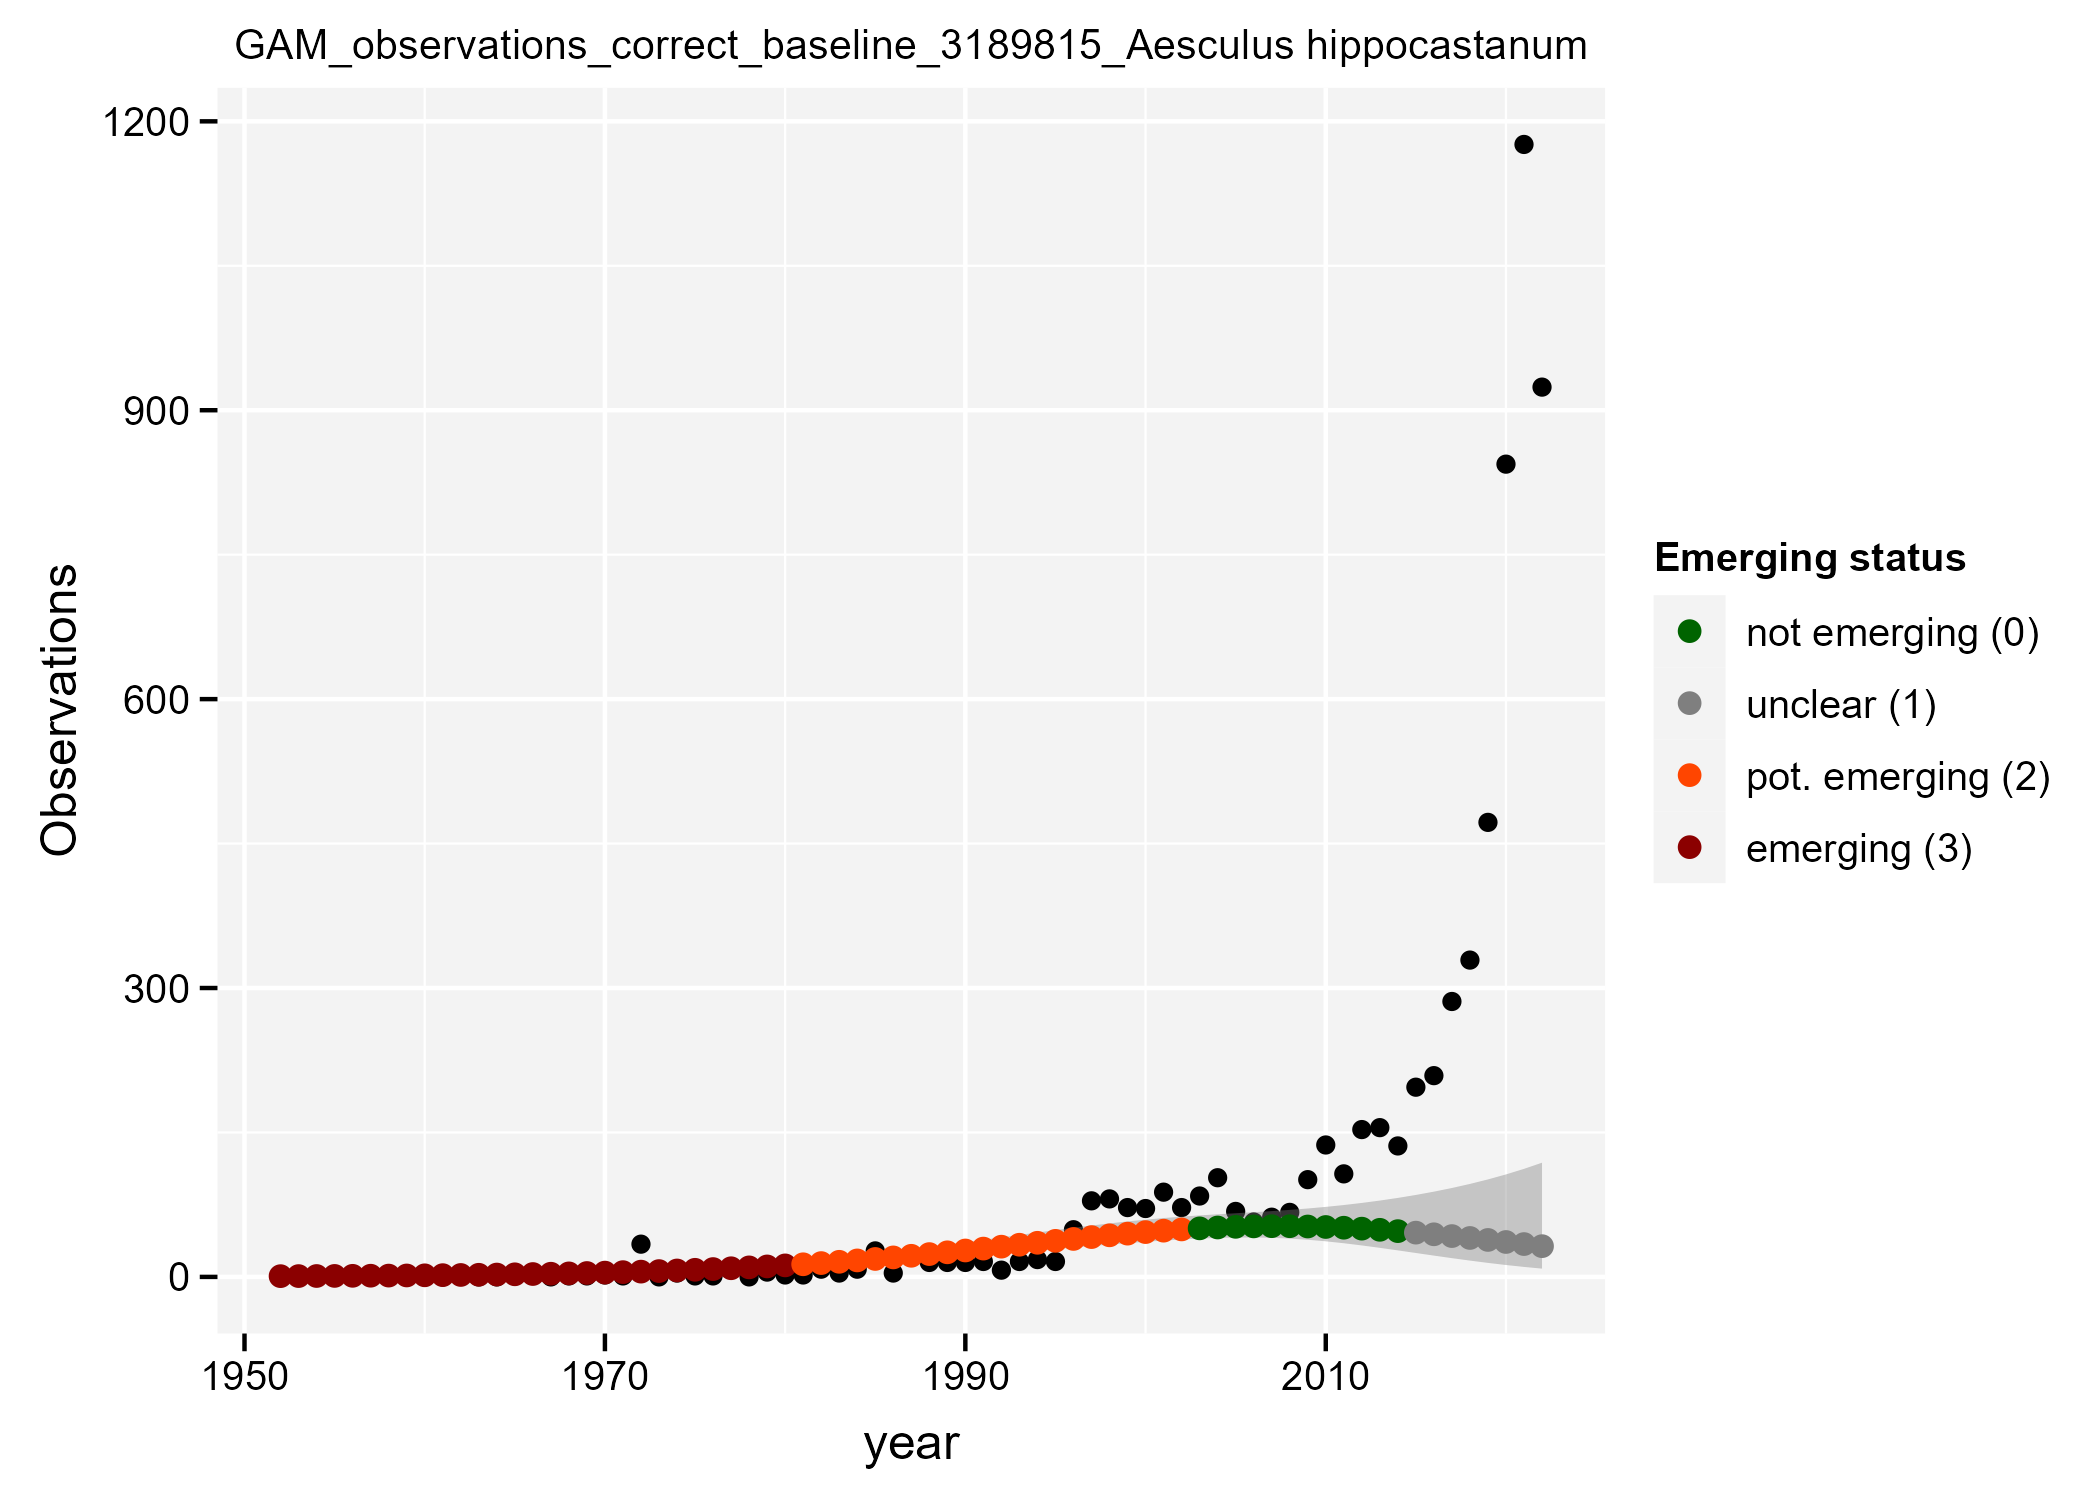 GAM_observations_correct_baseline_3189815_Aesculus hippocastanum
1200
900
600
300
0
Observations
1950
1970
1990
2010
year
Emerging status
not emerging (0)
unclear (1)
pot. emerging (2)
emerging (3)